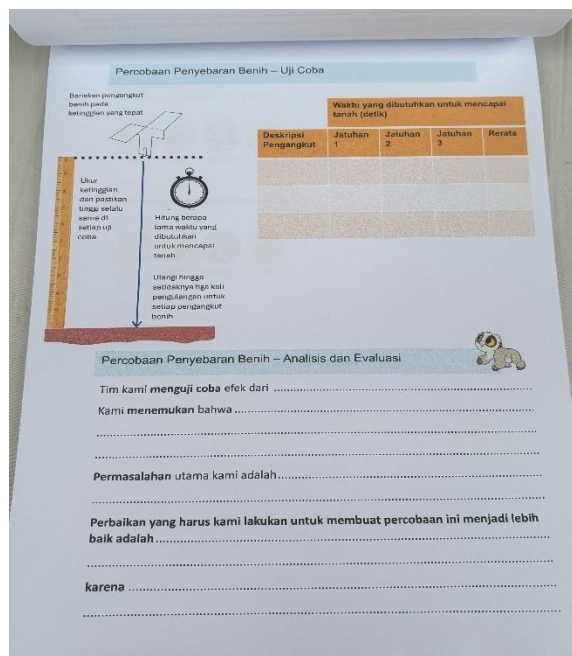 Percobaan Penyebaran Benih – Uji Coba
Bariekan pengangkut
benih pada
ketinggian yang tepat
Waktu yang dibutuhkan untuk mencapai
tanah (detik)
Deskripsi
Pengangkut
Jatuhan
1
Jatuhan
2
Jatuhan
3
Rerata
Ukur
ketinggian
dan pastikan
tinggi selalu
sama di
setiap uji
coba
Hitung berapa
lama waktu yang
dibutuhkan
untuk mencapai
tanah
Ulangi hingga
setidaknya tiga kali
pengulangan untuk
setiap pengangkut
benih
Percobaan Penyebaran Benih – Analisis dan Evaluasi
Tim kami menguji coba efek dari
Kami menemukan bahwa
Permasalahan utama kami adalah
Perbaikan yang harus kami lakukan untuk membuat percobaan ini menjadi lebih
baik adalah
karena